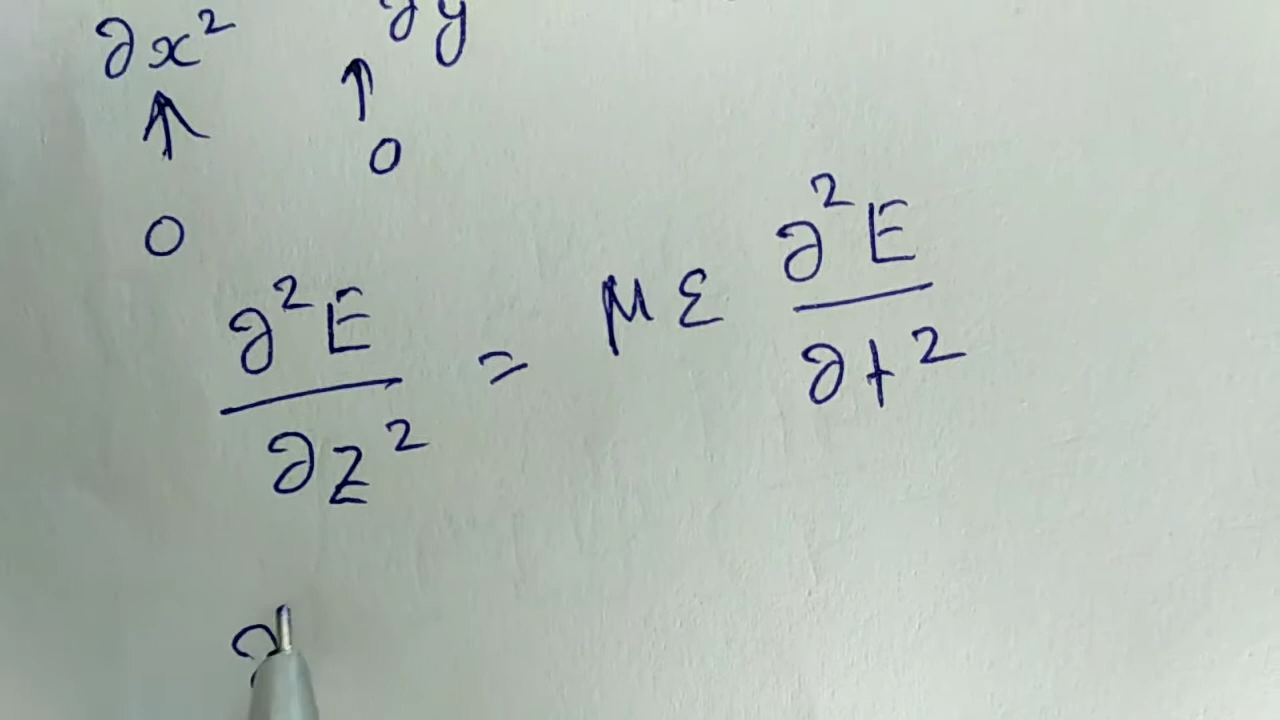 ∂x² ∂y
↑ ↑
0 0
∂²E/∂z² = με ∂²E/∂t²
∂